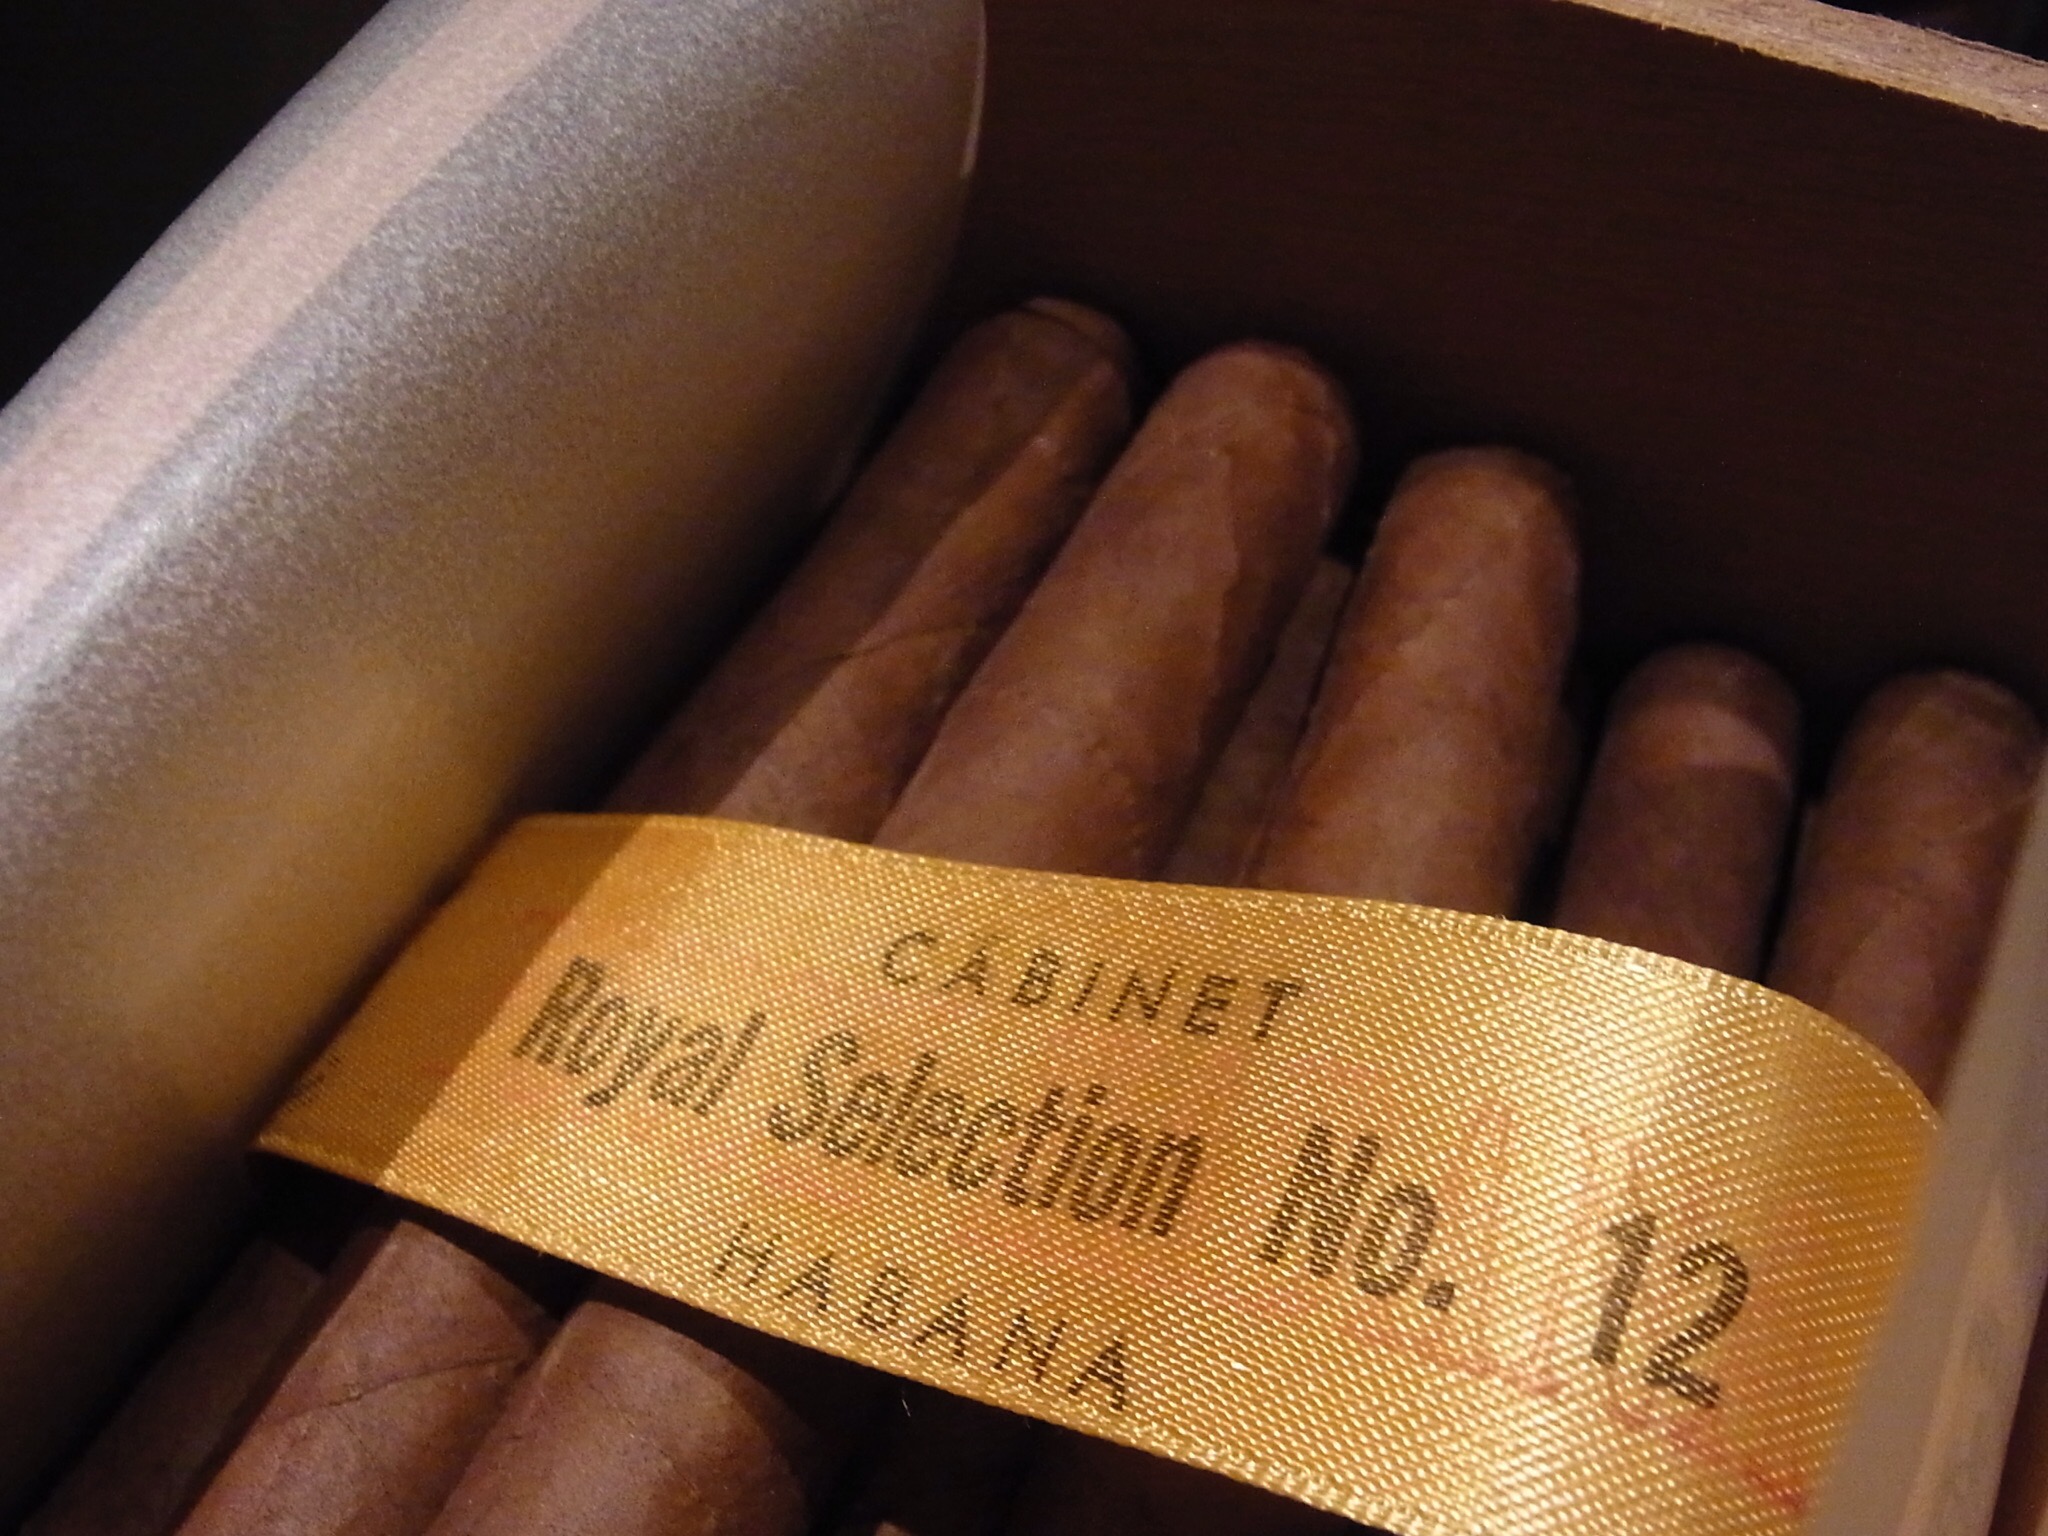 CABINET
Royal Selection No. 12
HABANA